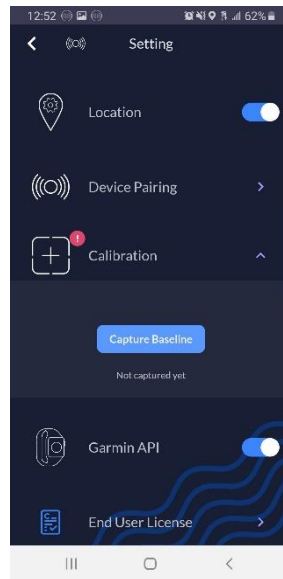 12:52 62%
Setting
Location
Device Pairing
!
Calibration
Capture Baseline
Not captured yet
Garmin API
End User License